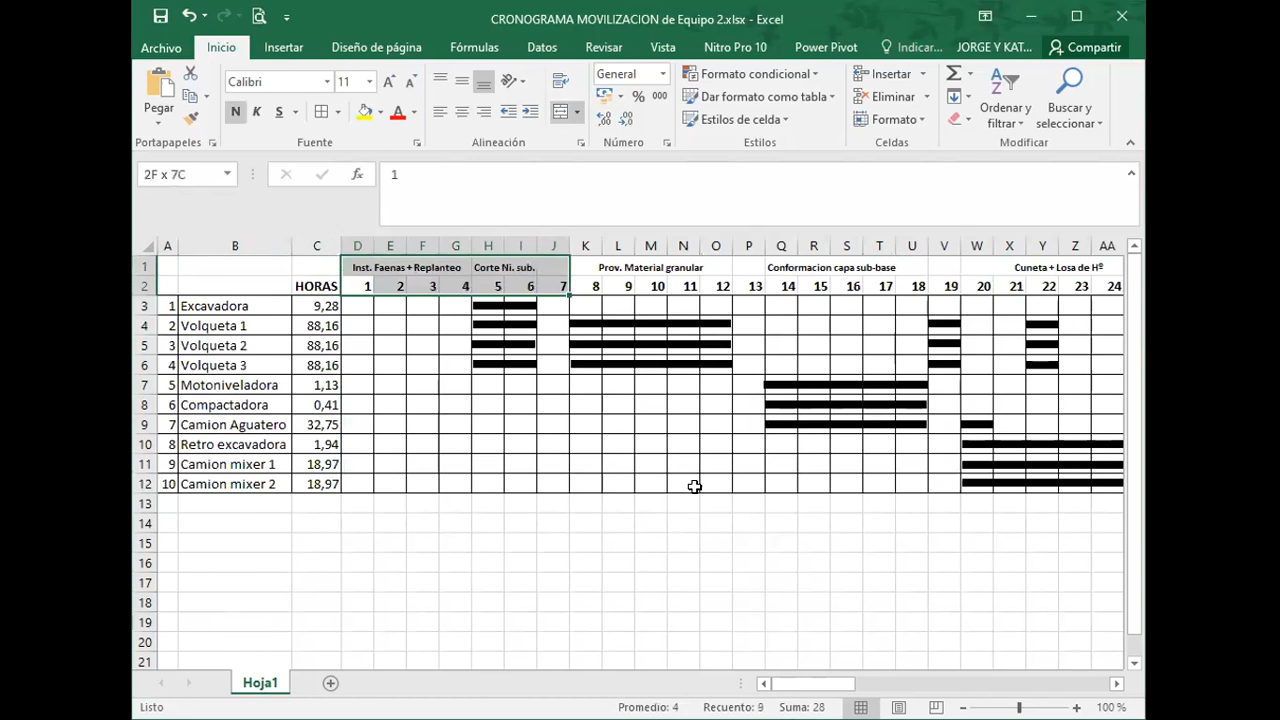 CRONOGRAMA MOVILIZACION de Equipo 2.xlsx - Excel
Archivo Inicio Insertar Diseño de página Fórmulas Datos Revisar Vista Nitro Pro 10 Power Pivot Indicar... JORGE Y KAT... Compartir
Pegar
Calibri 11
N K S
General
% 000
Formato condicional
Dar formato como tabla
Estilos de celda
Insertar
Eliminar
Formato
Ordenar y filtrar
Buscar y seleccionar
Portapapeles Fuente Alineación Número Estilos Celdas Modificar
2F x 7C fx 1
A B C D E F G H I J K L M N O P Q R S T U V W X Y Z AA
1 Inst. Faenas + Replanteo Corte Ni. sub. Prov. Material granular Conformacion capa sub-base Cuneta + Losa de Hº
2 HORAS 1 2 3 4 5 6 7 8 9 10 11 12 13 14 15 16 17 18 19 20 21 22 23 24
3 1 Excavadora 9,28
4 2 Volqueta 1 88,16
5 3 Volqueta 2 88,16
6 4 Volqueta 3 88,16
7 5 Motoniveladora 1,13
8 6 Compactadora 0,41
9 7 Camion Aguatero 32,75
10 8 Retro excavadora 1,94
11 9 Camion mixer 1 18,97
12 10 Camion mixer 2 18,97
13
14
15
16
17
18
19
20
21
Hoja1
Listo Promedio: 4 Recuento: 9 Suma: 28 100 %